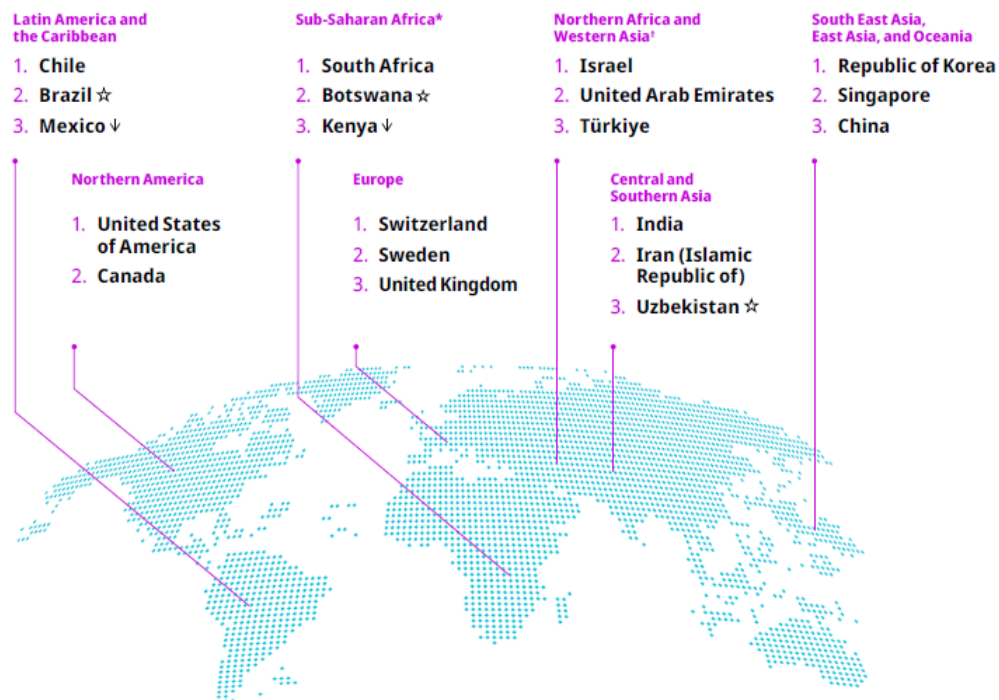 Latin America and
the Caribbean
1. Chile
2. Brazil ☆
3. Mexico ↓
Sub-Saharan Africa*
1. South Africa
2. Botswana ☆
3. Kenya ↓
Northern Africa and
Western Asia†
1. Israel
2. United Arab Emirates
3. Türkiye
South East Asia,
East Asia, and Oceania
1. Republic of Korea
2. Singapore
3. China
Northern America
1. United States
of America
2. Canada
Europe
1. Switzerland
2. Sweden
3. United Kingdom
Central and
Southern Asia
1. India
2. Iran (Islamic
Republic of)
3. Uzbekistan ☆